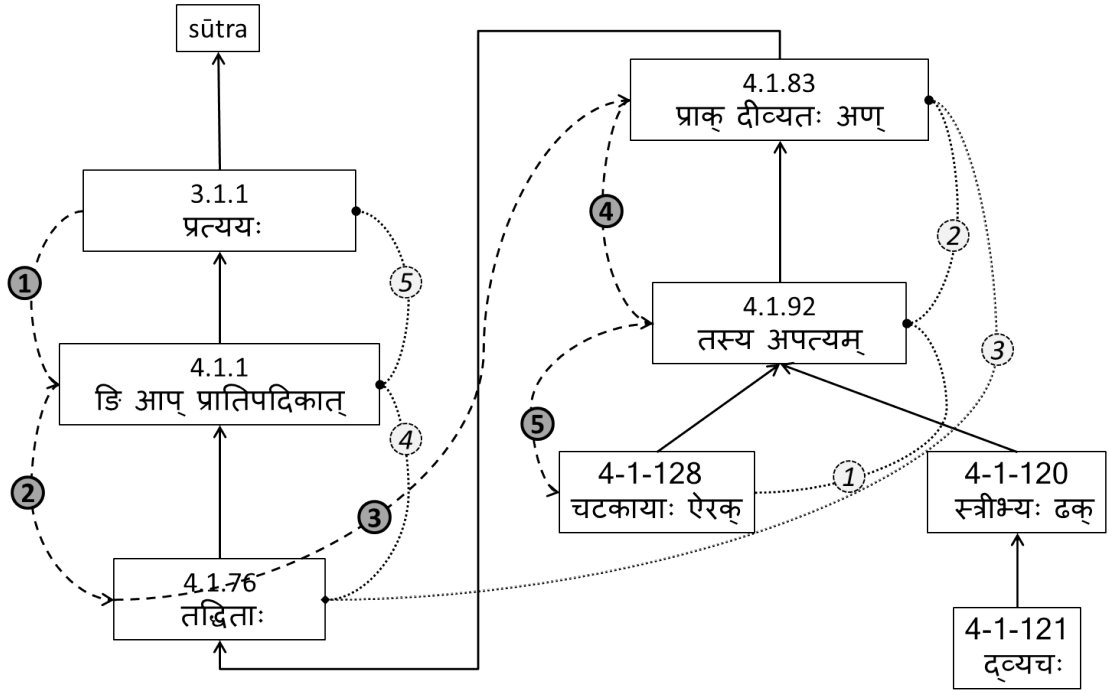 sūtra
3.1.1
प्रत्ययः
1
5
4.1.1
ङि आप् प्रातिपदिकात्
2
4
4.1.76
तद्धिताः
3
4.1.83
प्राक् दीव्यतः अण्
4
2
4.1.92
तस्य अपत्यम्
3
5
4-1-128
चटकायाः ऐरक्
1
4-1-120
स्त्रीभ्यः ढक्
4-1-121
द्व्यचः